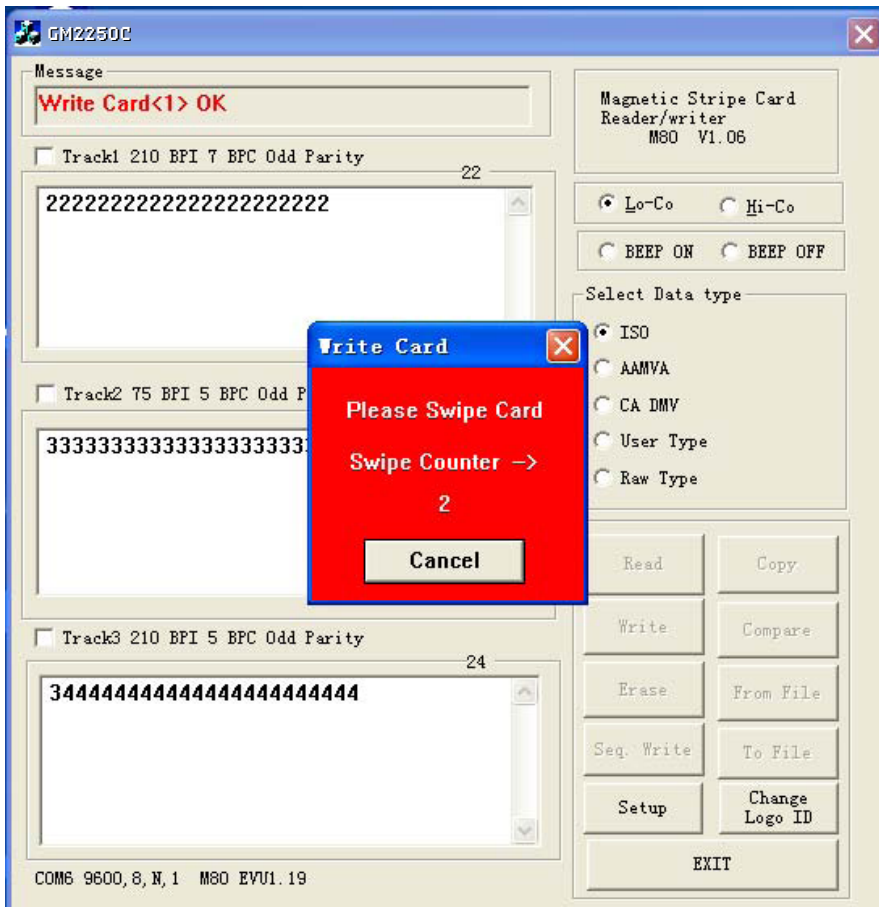 GM2250C
Message
Write Card<1> OK
Magnetic Stripe Card
Reader/writer
M80 V1.06
Track1 210 BPI 7 BPC Odd Parity
22
2222222222222222222222
Lo-Co
Hi-Co
BEEP ON
BEEP OFF
Select Data type
ISO
AAMVA
CA DMV
User Type
Raw Type
Write Card
Please Swipe Card
Swipe Counter ->
2
Cancel
Track2 75 BPI 5 BPC Odd P
Read
Copy
Write
Compare
Erase
From File
Seq. Write
To File
Setup
Change
Logo ID
EXIT
Track3 210 BPI 5 BPC Odd Parity
24
344444444444444444444444
COM6 9600,8,N,1 M80 EVU1.19